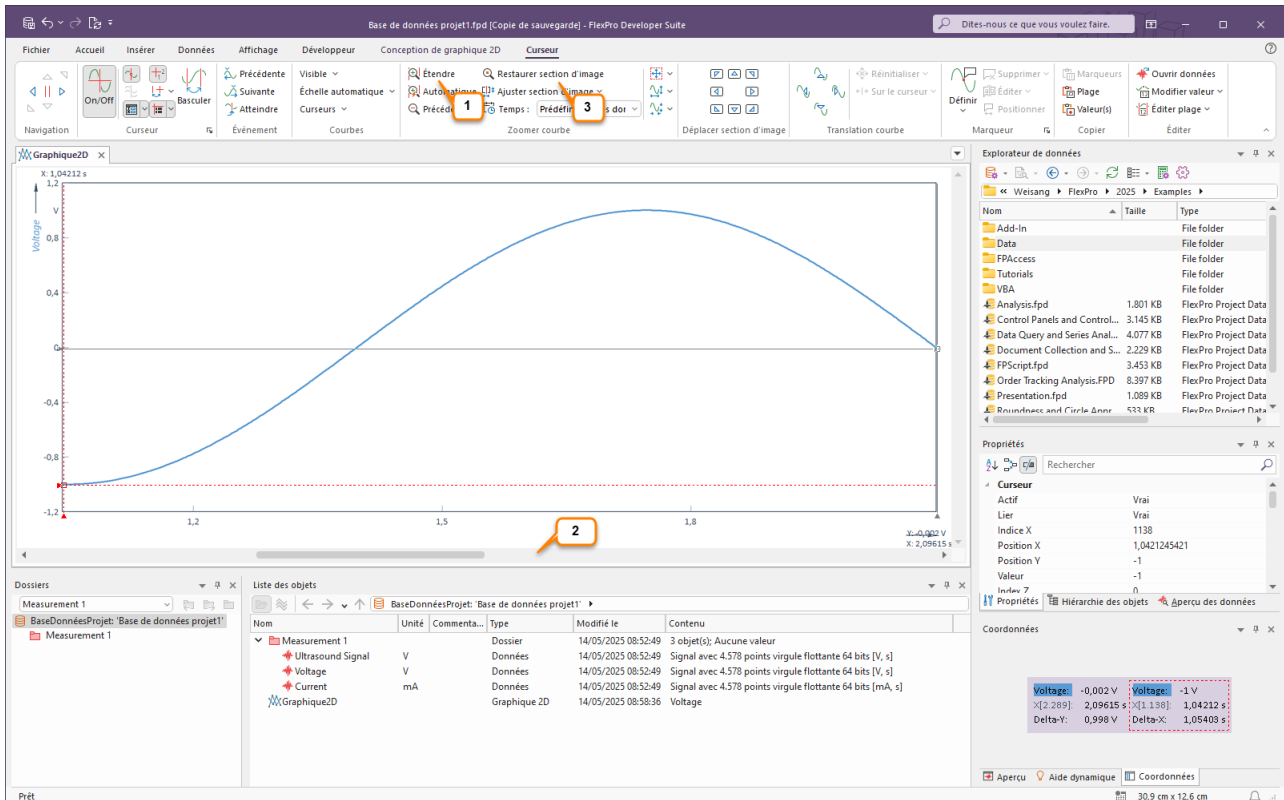 Base de données projet1.fpd [Copie de sauvegarde] - FlexPro Developer Suite
Dites-nous ce que vous voulez faire.
Fichier Accueil Insérer Données Affichage Développeur Conception de graphique 2D Curseur
On/Off
Basculer
Précédente
Suivante
Atteindre
Visible
Échelle automatique
Curseurs
Étendre
Restaurer section d'image
Automatique
Ajuster section d'image
Temps :
1
3
Définir
Réinitialiser
Sur le curseur
Supprimer
Éditer
Positionner
Marqueurs
Plage
Valeur(s)
Ouvrir données
Modifier valeur
Éditer plage
Navigation Curseur Événement Courbes Zoomer courbe Déplacer section d'image Translation courbe Marqueur Copier Éditer
Graphique2D
X: 1,04212 s
1,2
V
Voltage
0,8
0,4
-0,4
-0,8
-1,2
1,2 1,5 1,8
2
Y: -0,002 V
X: 2,09615 s
Explorateur de données
« Weisang FlexPro 2025 Examples
Nom Taille Type
Add-In File folder
Data File folder
FPAccess File folder
Tutorials File folder
VBA File folder
Analysis.fpd 1.801 KB FlexPro Project Data
Control Panels and Control... 3.145 KB FlexPro Project Data
Data Query and Series Anal... 4.077 KB FlexPro Project Data
Document Collection and S... 2.229 KB FlexPro Project Data
FPScript.fpd 3.453 KB FlexPro Project Data
Order Tracking Analysis.FPD 8.397 KB FlexPro Project Data
Presentation.fpd 1.089 KB FlexPro Project Data
Roundness and Circle Appr... 533 KB FlexPro Project Data
Propriétés
Rechercher
Curseur
Actif Vrai
Lier Vrai
Indice X 1138
Position X 1,0421245421
Position Y -1
Valeur -1
Index Z 0
Propriétés Hiérarchie des objets Aperçu des données
Dossiers
Measurement 1
BaseDonnéesProjet: 'Base de données projet1'
Measurement 1
Liste des objets
BaseDonnéesProjet: 'Base de données projet1'
Nom Unité Commenta... Type Modifié le Contenu
Measurement 1 Dossier 14/05/2025 08:52:49 3 objet(s); Aucune valeur
Ultrasound Signal V Données 14/05/2025 08:52:49 Signal avec 4.578 points virgule flottante 64 bits [V, s]
Voltage V Données 14/05/2025 08:52:49 Signal avec 4.578 points virgule flottante 64 bits [V, s]
Current mA Données 14/05/2025 08:52:49 Signal avec 4.578 points virgule flottante 64 bits [mA, s]
Graphique2D Graphique 2D 14/05/2025 08:58:36 Voltage
Coordonnées
Voltage: -0,002 V Voltage: -1 V
X[2.289]: 2,09615 s X[1.138]: 1,04212 s
Delta-Y: 0,998 V Delta-X: 1,05403 s
Aperçu Aide dynamique Coordonnées
Prêt
30,9 cm x 12,6 cm